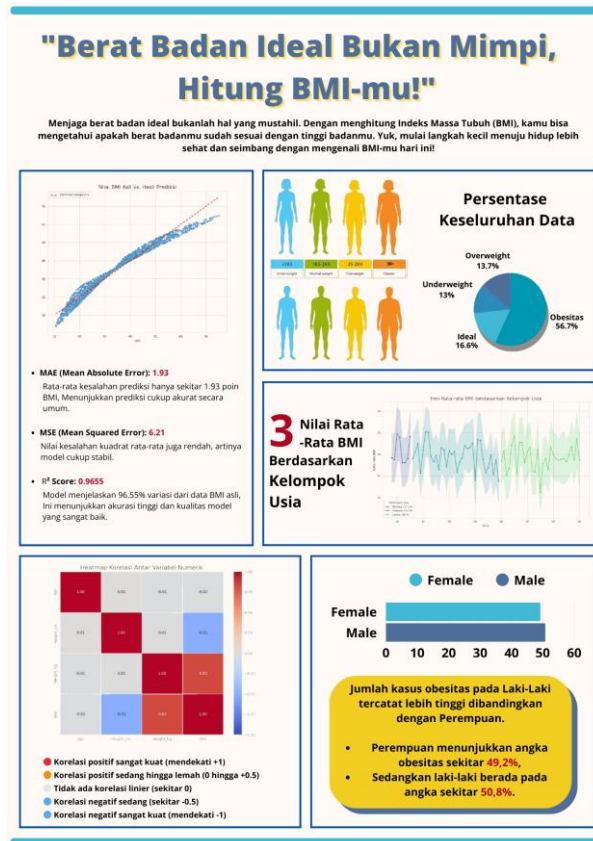 "Berat Badan Ideal Bukan Mimpi,
Hitung BMI-mu!"
Menjaga berat badan ideal bukanlah hal yang mustahil. Dengan menghitung Indeks Massa Tubuh (BMI), kamu bisa
mengetahui apakah berat badanmu sudah sesuai dengan tinggi badanmu. Yuk, mulai langkah kecil menuju hidup lebih
sehat dan seimbang dengan mengenali BMI-mu hari ini!
Nilai BMI Asli vs. Hasil Prediksi
• MAE (Mean Absolute Error): 1.93
Rata-rata kesalahan prediksi hanya sekitar 1.93 poin
BMI, Menunjukkan prediksi cukup akurat secara
umum.
• MSE (Mean Squared Error): 6.21
Nilai kesalahan kuadrat rata-rata juga rendah, artinya
model cukup stabil.
• R² Score: 0.9655
Model menjelaskan 96.55% variasi dari data BMI asli,
Ini menunjukkan akurasi tinggi dan kualitas model
yang sangat baik.
Persentase
Keseluruhan Data
Overweight
13.7%
Underweight
13%
Ideal
16.6%
Obesitas
56.7%
3 Nilai Rata
-Rata BMI
Berdasarkan
Kelompok
Usia
Tren Rata-rata BMI berdasarkan Kelompok Usia
Heatmap Korelasi Antar Variabel Numerik
Korelasi positif sangat kuat (mendekati +1)
Korelasi positif sedang hingga lemah (0 hingga +0.5)
Tidak ada korelasi linier (sekitar 0)
Korelasi negatif sedang (sekitar -0.5)
Korelasi negatif sangat kuat (mendekati -1)
Female Male
Female
Male
0 10 20 30 40 50 60
Jumlah kasus obesitas pada Laki-Laki
tercatat lebih tinggi dibandingkan
dengan Perempuan.
• Perempuan menunjukkan angka
obesitas sekitar 49,2%,
• Sedangkan laki-laki berada pada
angka sekitar 50,8%.